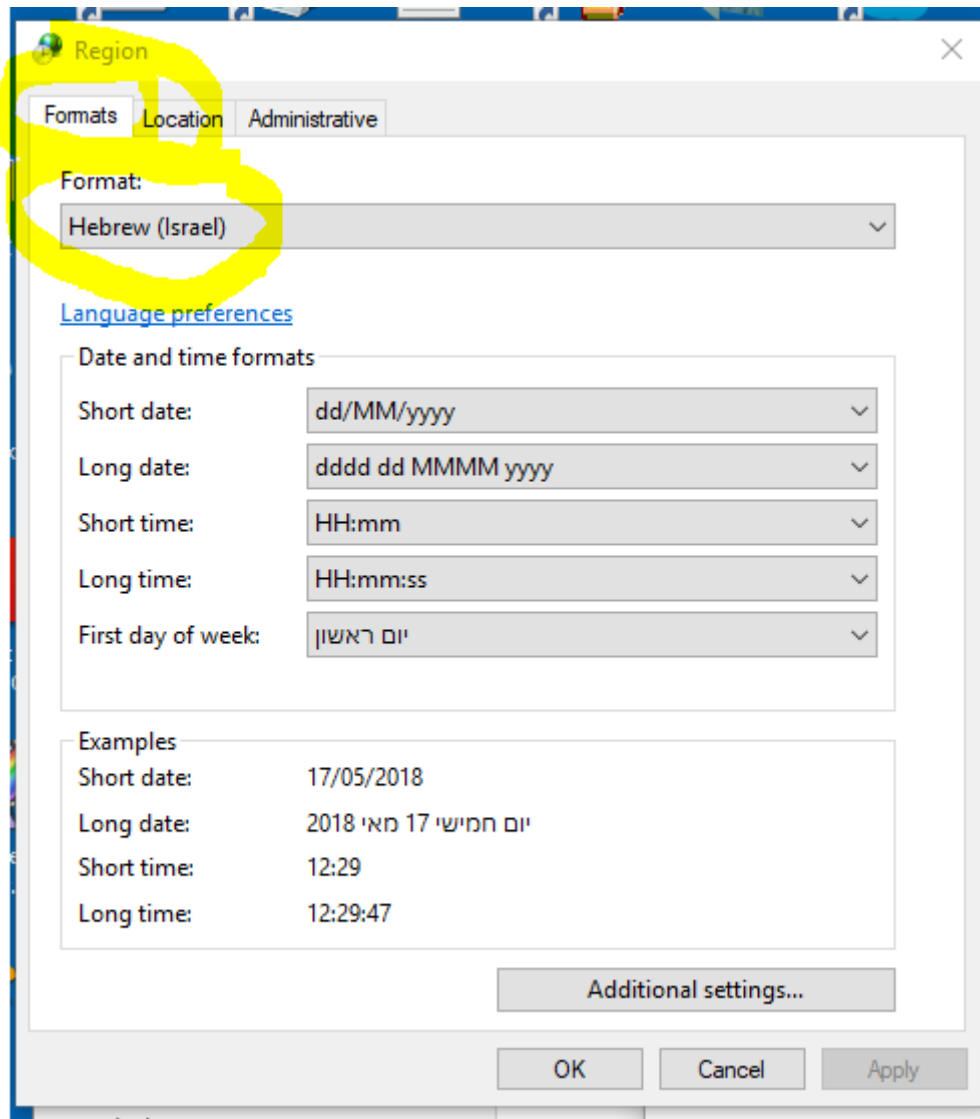 Region
Formats Location Administrative
Format:
Hebrew (Israel)
Language preferences
Date and time formats
Short date: dd/MM/yyyy
Long date: dddd dd MMMM yyyy
Short time: HH:mm
Long time: HH:mm:ss
First day of week: יום ראשון
Examples
Short date: 17/05/2018
Long date: יום חמישי 17 מאי 2018
Short time: 12:29
Long time: 12:29:47
Additional settings...
OK Cancel Apply